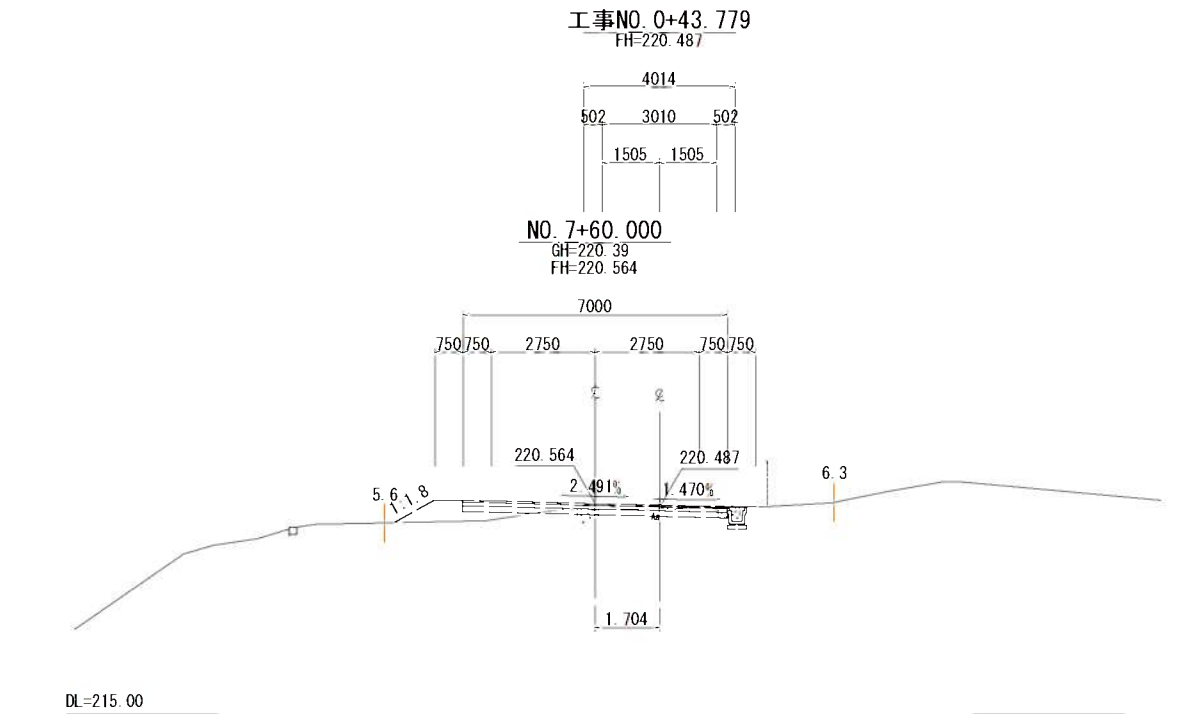 工事NO. 0+43. 779
FH=220. 487
4014
502 3010 502
1505 1505
NO. 7+60. 000
GH=220. 39
FH=220. 564
7000
750 750 2750 2750 750 750
220. 564 220. 487
2. 491% 1. 470%
5. 6 1:1.8 6. 3
1. 704
DL=215. 00